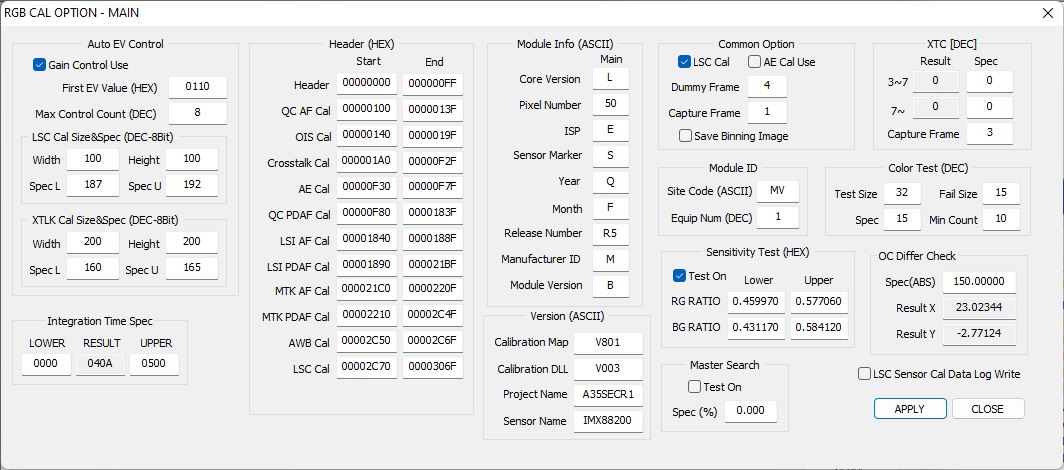 RGB CAL OPTION - MAIN
Auto EV Control
Gain Control Use
First EV Value (HEX) 0110
Max Control Count (DEC) 8
LSC Cal Size&Spec (DEC-8Bit)
Width 100 Height 100
Spec L 187 Spec U 192
XTLK Cal Size&Spec (DEC-8Bit)
Width 200 Height 200
Spec L 160 Spec U 165
Integration Time Spec
LOWER RESULT UPPER
0000 040A 0500
Header (HEX)
Start End
Header 00000000 000000FF
QC AF Cal 00000100 0000013F
OIS Cal 00000140 0000019F
Crosstalk Cal 000001A0 00000F2F
AE Cal 00000F30 00000F7F
QC PDAF Cal 00000F80 0000183F
LSI AF Cal 00001840 0000188F
LSI PDAF Cal 00001890 000021BF
MTK AF Cal 000021C0 0000220F
MTK PDAF Cal 00002210 00002C4F
AWB Cal 00002C50 00002C6F
LSC Cal 00002C70 0000306F
Module Info (ASCII)
Main
Core Version L
Pixel Number 50
ISP E
Sensor Marker S
Year Q
Month F
Release Number R5
Manufacturer ID M
Module Version B
Version (ASCII)
Calibration Map V801
Calibration DLL V003
Project Name A35SECR1
Sensor Name IMX88200
Common Option
LSC Cal AE Cal Use
Dummy Frame 4
Capture Frame 1
Save Binning Image
Module ID
Site Code (ASCII) MV
Equip Num (DEC) 1
Sensitivity Test (HEX)
Test On Lower Upper
RG RATIO 0.459970 0.577060
BG RATIO 0.431170 0.584120
Master Search
Test On
Spec (%) 0.000
XTC [DEC]
Result Spec
3~7 0 0
7~ 0 0
Capture Frame 3
Color Test (DEC)
Test Size 32 Fail Size 15
Spec 15 Min Count 10
OC Differ Check
Spec(ABS) 150.00000
Result X 23.02344
Result Y -2.77124
LSC Sensor Cal Data Log Write
APPLY CLOSE